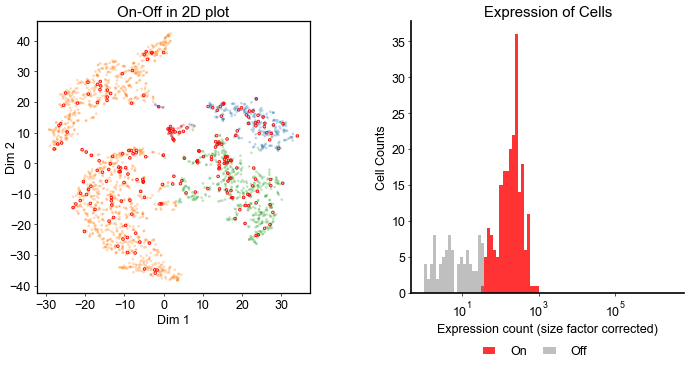 On-Off in 2D plot
40
30
20
10
0
−10
−20
−30
−40
Dim 2
−30 −20 −10 0 10 20 30
Dim 1
Expression of Cells
35
30
25
20
15
10
5
0
Cell Counts
10^1 10^3 10^5
Expression count (size factor corrected)
On Off